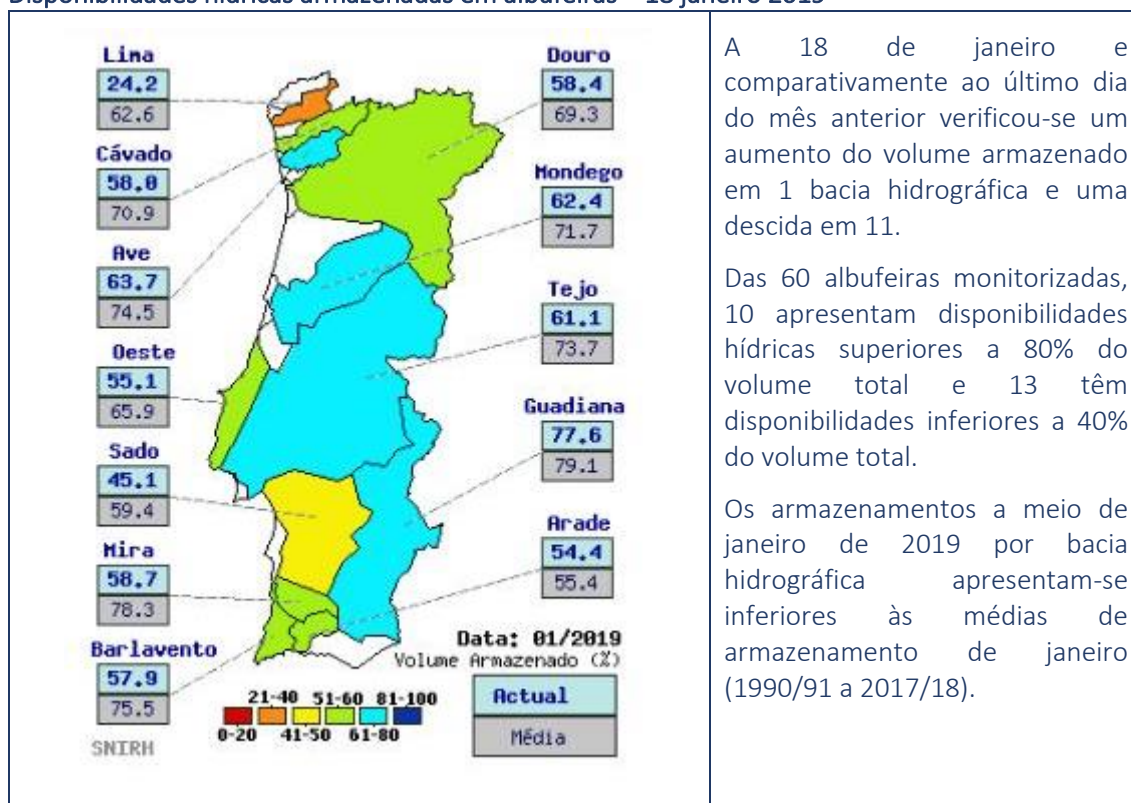 Disponibilidades hídricas armazenadas em albufeiras – 18 janeiro 2019
Lima
24.2
62.6
Cávado
58.0
70.9
Ave
63.7
74.5
Oeste
55.1
65.9
Sado
45.1
59.4
Mira
58.7
78.3
Barlavento
57.9
75.5
SNIRH
Douro
58.4
69.3
Mondego
62.4
71.7
Tejo
61.1
73.7
Guadiana
77.6
79.1
Arade
54.4
55.4
Data: 01/2019
Volume Armazenado (%)
21-40 51-60 81-100
0-20 41-50 61-80
Actual
Média
A 18 de janeiro e
comparativamente ao último dia
do mês anterior verificou-se um
aumento do volume armazenado
em 1 bacia hidrográfica e uma
descida em 11.
Das 60 albufeiras monitorizadas,
10 apresentam disponibilidades
hídricas superiores a 80% do
volume total e 13 têm
disponibilidades inferiores a 40%
do volume total.
Os armazenamentos a meio de
janeiro de 2019 por bacia
hidrográfica apresentam-se
inferiores às médias de
armazenamento de janeiro
(1990/91 a 2017/18).